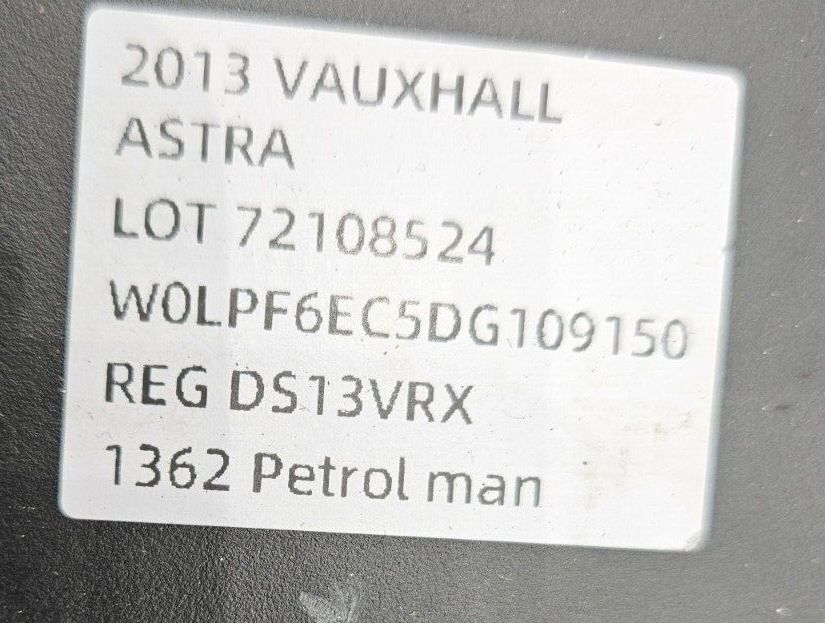 2013 VAUXHALL
ASTRA
LOT 72108524
W0LPF6EC5DG109150
REG DS13VRX
1362 Petrol man